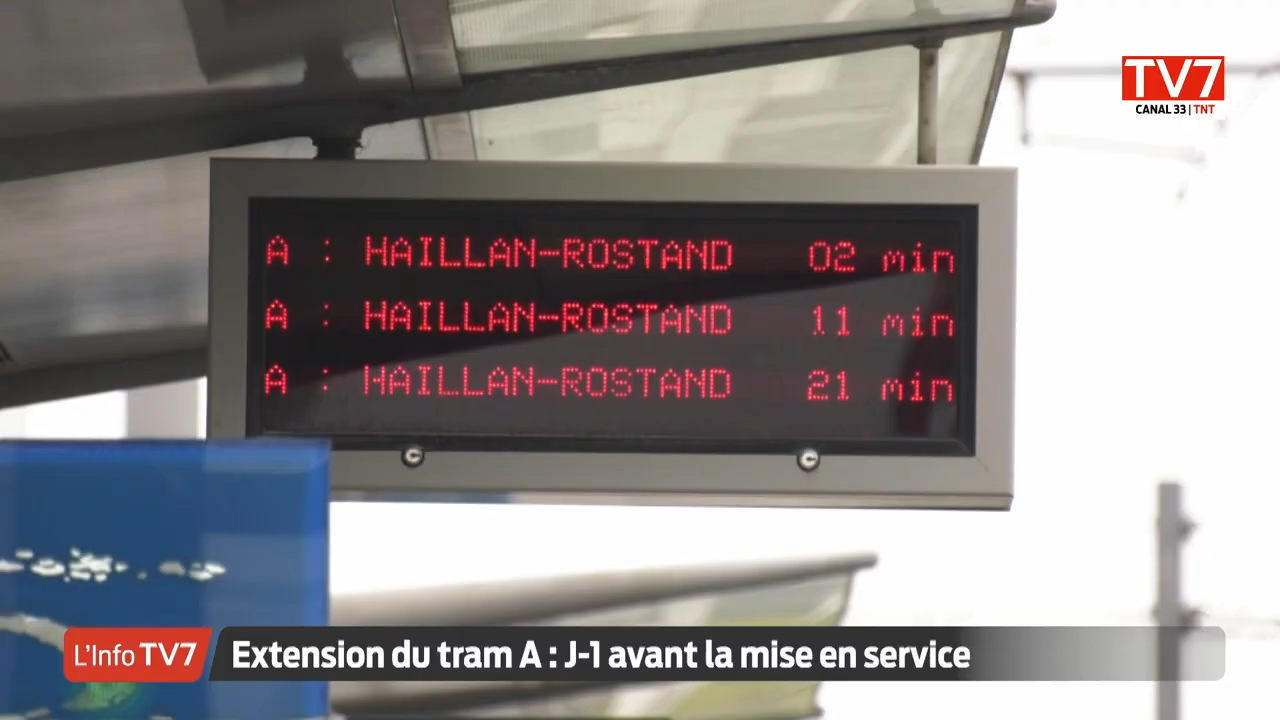 TV7
CANAL 33 | TNT
A : HAILLAN-ROSTAND 02 min
A : HAILLAN-ROSTAND 11 min
A : HAILLAN-ROSTAND 21 min
L'Info TV7
Extension du tram A : J-1 avant la mise en service